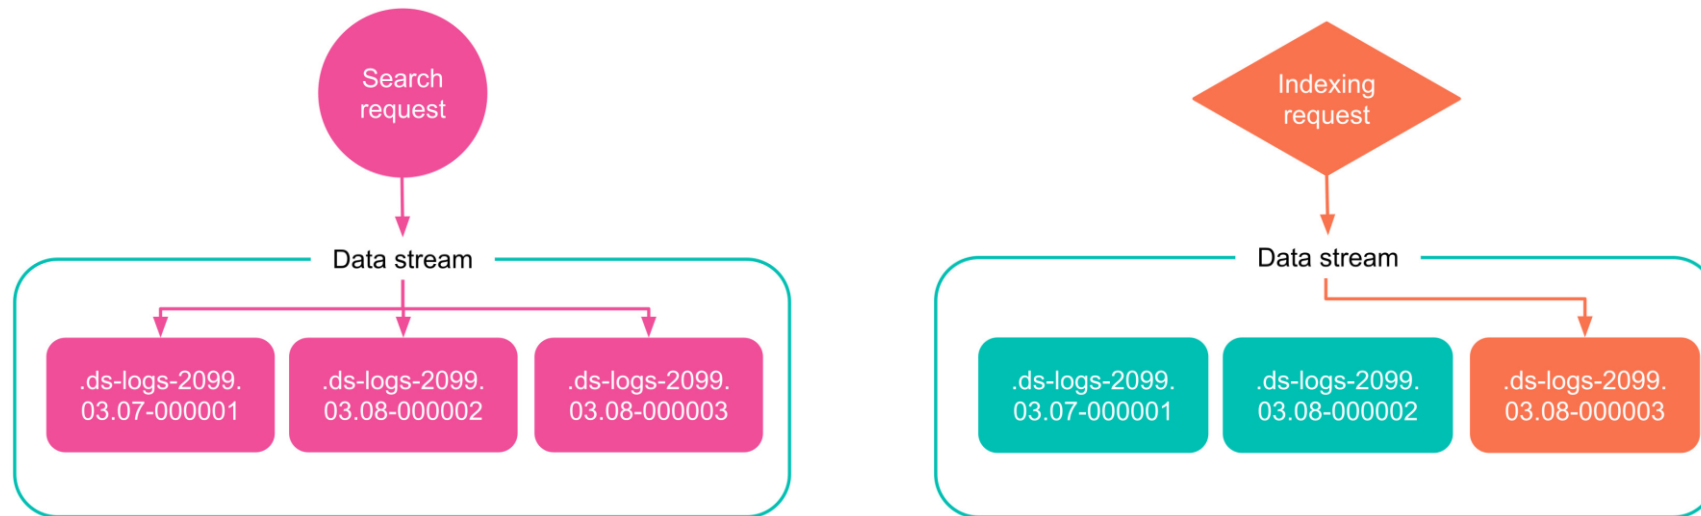 Search
request
Data stream
.ds-logs-2099.
03.07-000001
.ds-logs-2099.
03.08-000002
.ds-logs-2099.
03.08-000003
Indexing
request
Data stream
.ds-logs-2099.
03.07-000001
.ds-logs-2099.
03.08-000002
.ds-logs-2099.
03.08-000003